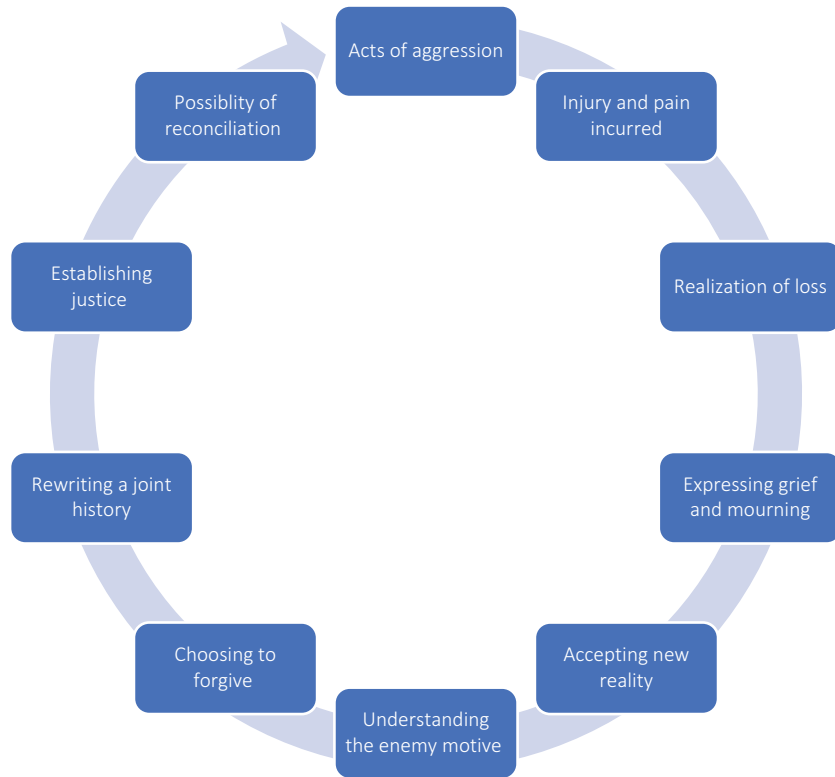 Acts of aggression
Injury and pain
incurred
Realization of loss
Expressing grief
and mourning
Accepting new
reality
Understanding
the enemy motive
Choosing to
forgive
Rewriting a joint
history
Establishing
justice
Possiblity of
reconciliation